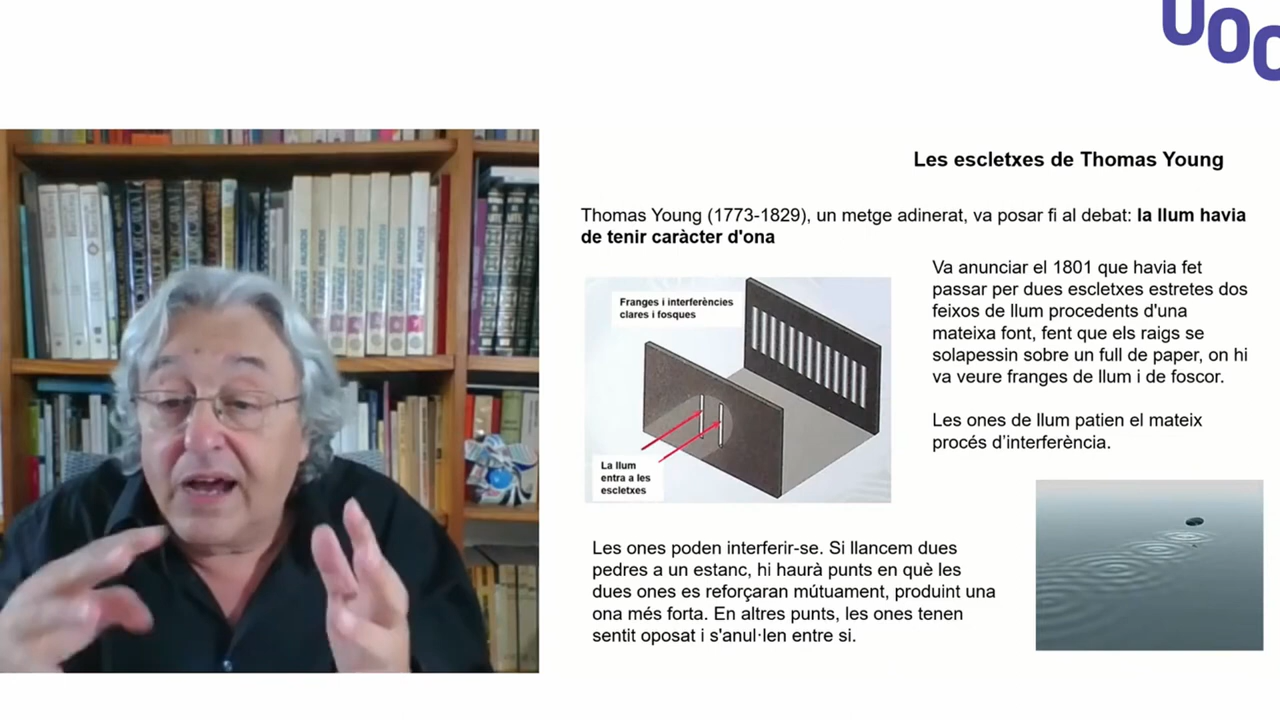 UOC
Les escletxes de Thomas Young
Thomas Young (1773-1829), un metge adinerat, va posar fi al debat: la llum havia
de tenir caràcter d'ona
Franges i interferències
clares i fosques
La llum
entra a les
escletxes
Va anunciar el 1801 que havia fet
passar per dues escletxes estretes dos
feixos de llum procedents d'una
mateixa font, fent que els raigs se
solapessin sobre un full de paper, on hi
va veure franges de llum i de foscor.
Les ones de llum patien el mateix
procés d'interferència.
Les ones poden interferir-se. Si llancem dues
pedres a un estanc, hi haurà punts en què les
dues ones es reforçaran mútuament, produint una
ona més forta. En altres punts, les ones tenen
sentit oposat i s'anul·len entre si.